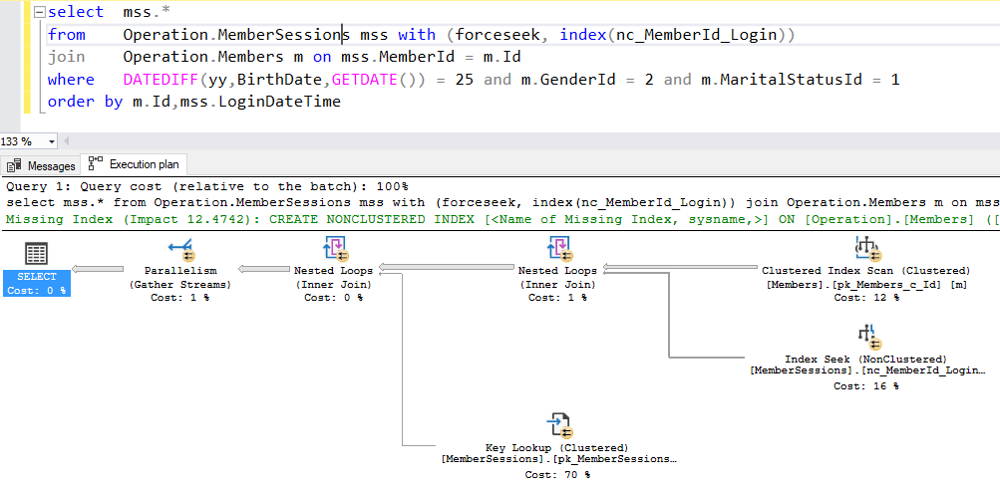 select  mss.*
from    Operation.MemberSessions mss with (forceseek, index(nc_MemberId_Login))
join    Operation.Members m on mss.MemberId = m.Id
where   DATEDIFF(yy,BirthDate,GETDATE()) = 25 and m.GenderId = 2 and m.MaritalStatusId = 1
order by m.Id,mss.LoginDateTime
133 %
Messages Execution plan
Query 1: Query cost (relative to the batch): 100%
select mss.* from Operation.MemberSessions mss with (forceseek, index(nc_MemberId_Login)) join Operation.Members m on mss
Missing Index (Impact 12.4742): CREATE NONCLUSTERED INDEX [<Name of Missing Index, sysname,>] ON [Operation].[Members] ([
SELECT
Cost: 0 %
Parallelism
(Gather Streams)
Cost: 1 %
Nested Loops
(Inner Join)
Cost: 0 %
Nested Loops
(Inner Join)
Cost: 1 %
Clustered Index Scan (Clustered)
[Members].[pk_Members_c_Id] [m]
Cost: 12 %
Index Seek (NonClustered)
[MemberSessions].[nc_MemberId_Login…
Cost: 16 %
Key Lookup (Clustered)
[MemberSessions].[pk_MemberSessions…
Cost: 70 %